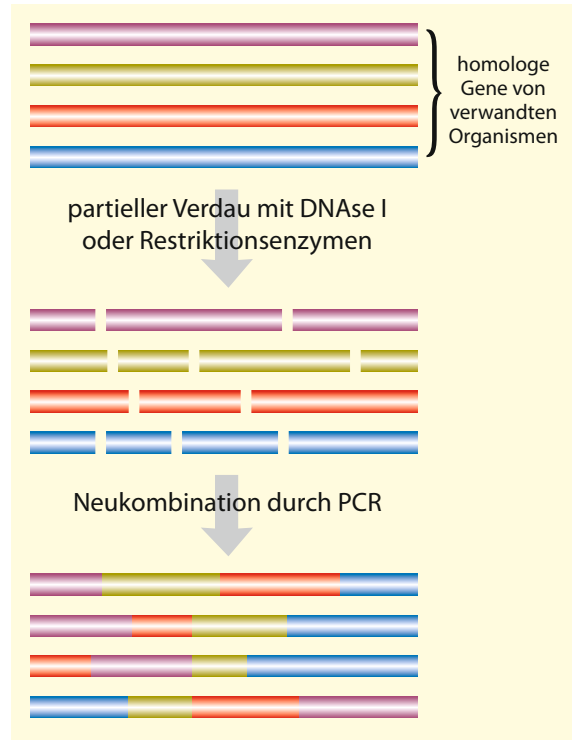 homologe
Gene von
verwandten
Organismen
partieller Verdau mit DNAse I
oder Restriktionsenzymen
Neukombination durch PCR